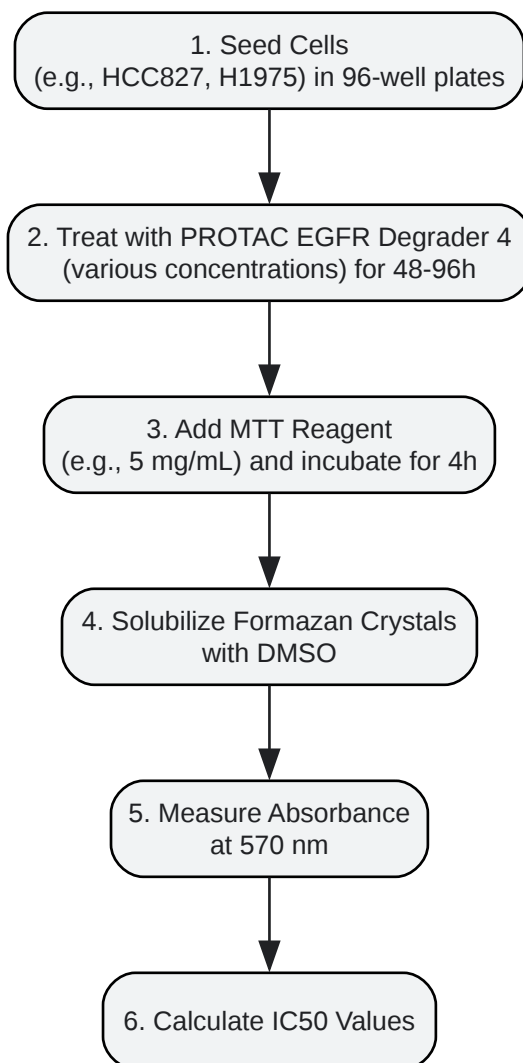 1. Seed Cells
(e.g., HCC827, H1975) in 96-well plates
2. Treat with PROTAC EGFR Degrader 4
(various concentrations) for 48-96h
3. Add MTT Reagent
(e.g., 5 mg/mL) and incubate for 4h
4. Solubilize Formazan Crystals
with DMSO
5. Measure Absorbance
at 570 nm
6. Calculate IC50 Values